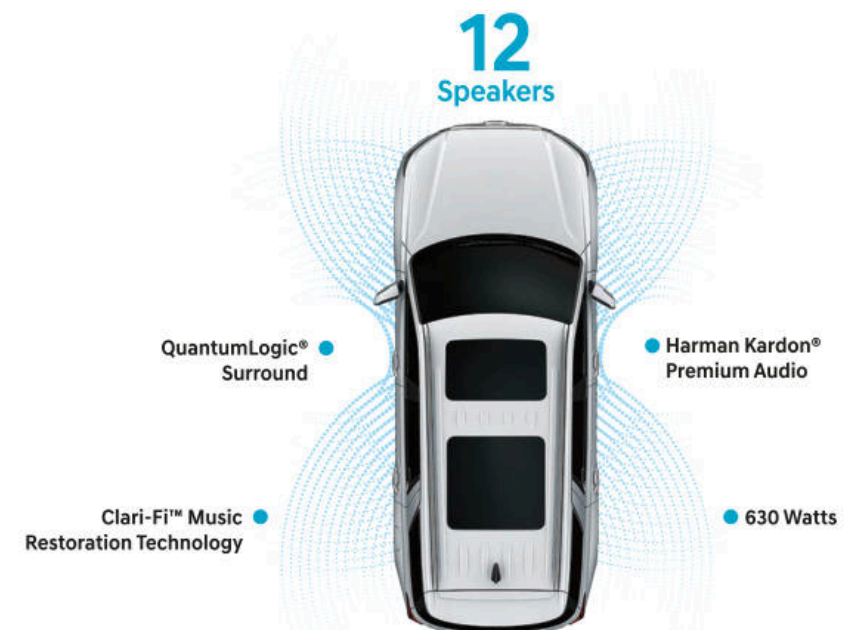 12
Speakers
QuantumLogic®
Surround
Harman Kardon®
Premium Audio
Clari-Fi™ Music
Restoration Technology
630 Watts